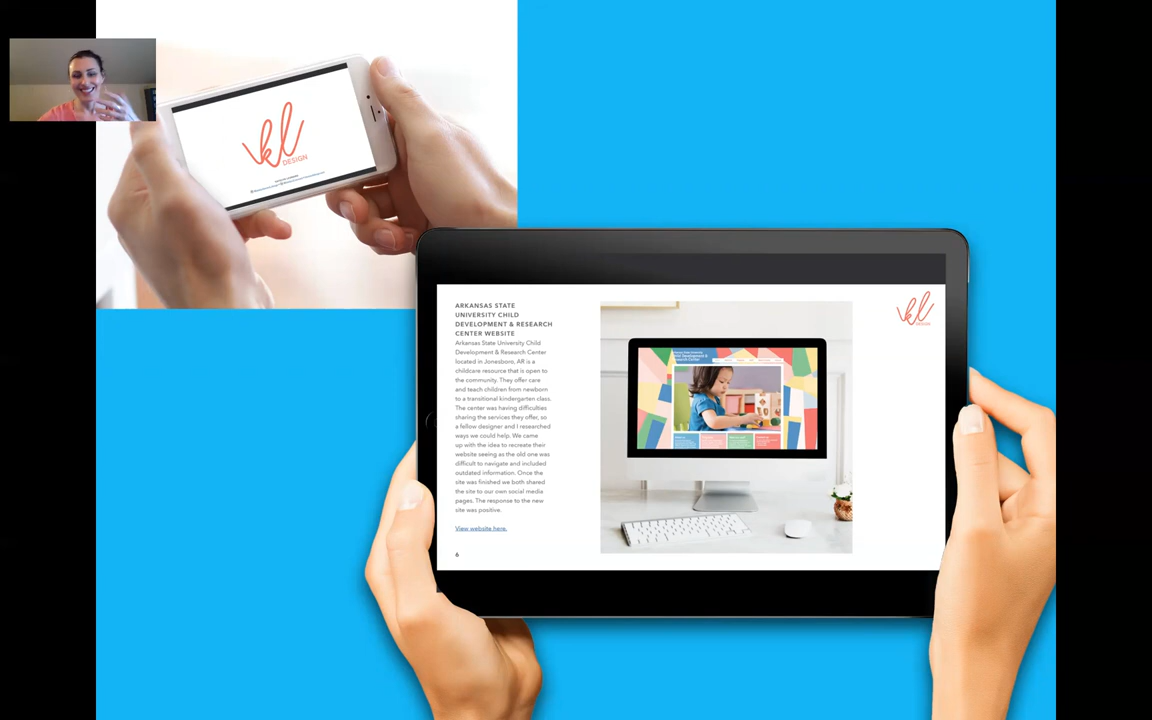 vkl
DESIGN
ARKANSAS STATE
UNIVERSITY CHILD
DEVELOPMENT & RESEARCH
CENTER WEBSITE
Arkansas State University Child
Development & Research Center
located in Jonesboro, AR is a
childcare resource that is open to
the community. They offer care
and teach children from newborn
to a transitional kindergarten class.
The center was having difficulties
sharing the services they offer, so
a fellow designer and I researched
ways we could help. We came
up with the idea to recreate their
website seeing as the old one was
difficult to navigate and included
outdated information. Once the
site was finished we both shared
the site to our own social media
pages. The response to the new
site was positive.
View website here.
6
vkl
DESIGN